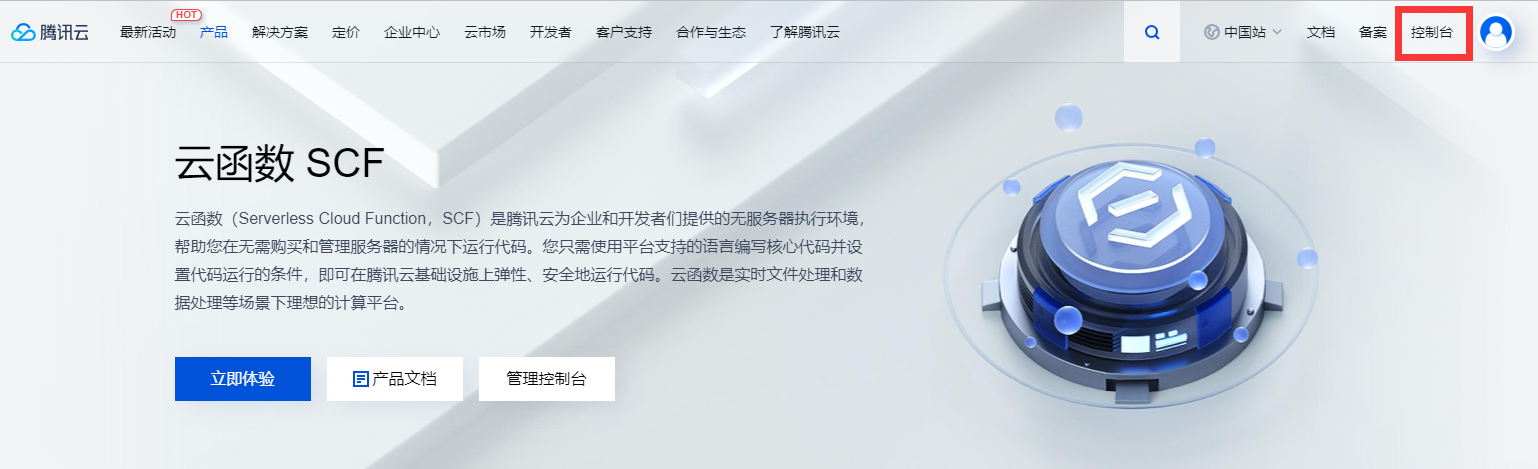 腾讯云
最新活动
HOT
产品
解决方案
定价
企业中心
云市场
开发者
客户支持
合作与生态
了解腾讯云
中国站
文档
备案
控制台
云函数 SCF
云函数（Serverless Cloud Function，SCF）是腾讯云为企业和开发者们提供的无服务器执行环境，
帮助您在无需购买和管理服务器的情况下运行代码。您只需使用平台支持的语言编写核心代码并设
置代码运行的条件，即可在腾讯云基础设施上弹性、安全地运行代码。云函数是实时文件处理和数
据处理等场景下理想的计算平台。
立即体验
产品文档
管理控制台